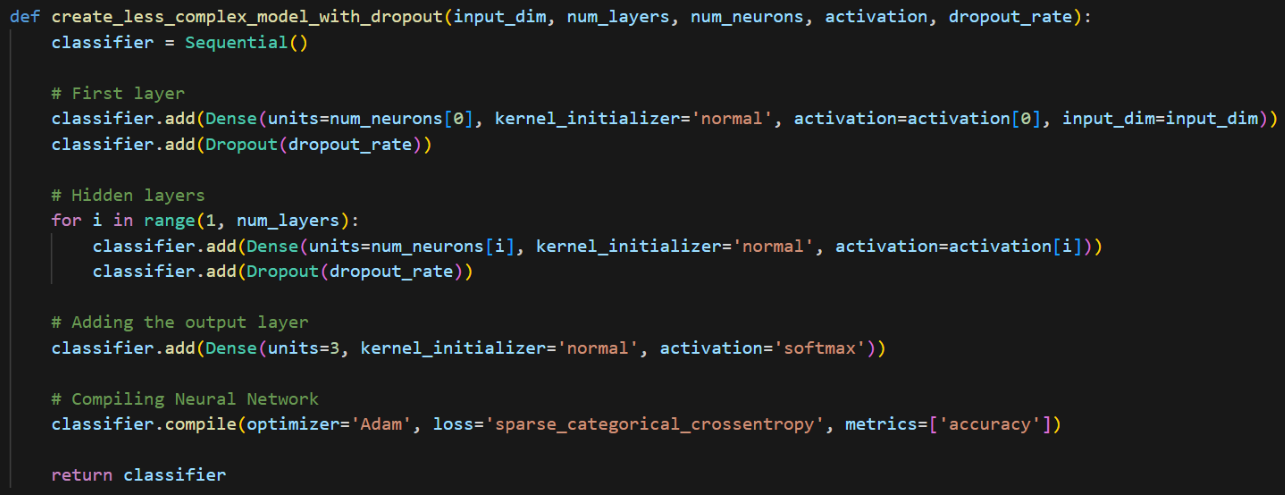 def create_less_complex_model_with_dropout(input_dim, num_layers, num_neurons, activation, dropout_rate):
    classifier = Sequential()

    # First layer
    classifier.add(Dense(units=num_neurons[0], kernel_initializer='normal', activation=activation[0], input_dim=input_dim))
    classifier.add(Dropout(dropout_rate))

    # Hidden layers
    for i in range(1, num_layers):
        classifier.add(Dense(units=num_neurons[i], kernel_initializer='normal', activation=activation[i]))
        classifier.add(Dropout(dropout_rate))

    # Adding the output layer
    classifier.add(Dense(units=3, kernel_initializer='normal', activation='softmax'))

    # Compiling Neural Network
    classifier.compile(optimizer='Adam', loss='sparse_categorical_crossentropy', metrics=['accuracy'])

    return classifier